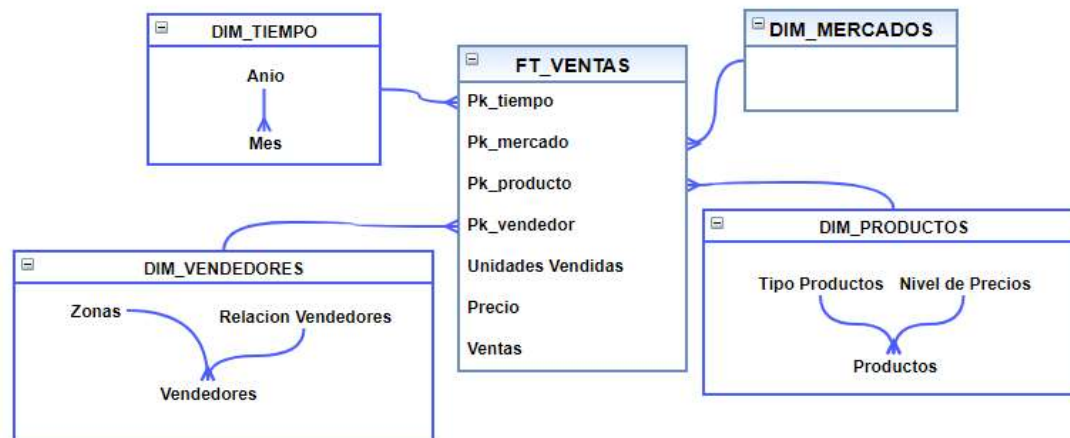 DIM_TIEMPO
Anio
Mes
FT_VENTAS
Pk_tiempo
Pk_mercado
Pk_producto
Pk_vendedor
Unidades Vendidas
Precio
Ventas
DIM_MERCADOS
DIM_VENDEDORES
Zonas
Relacion Vendedores
Vendedores
DIM_PRODUCTOS
Tipo Productos
Nivel de Precios
Productos